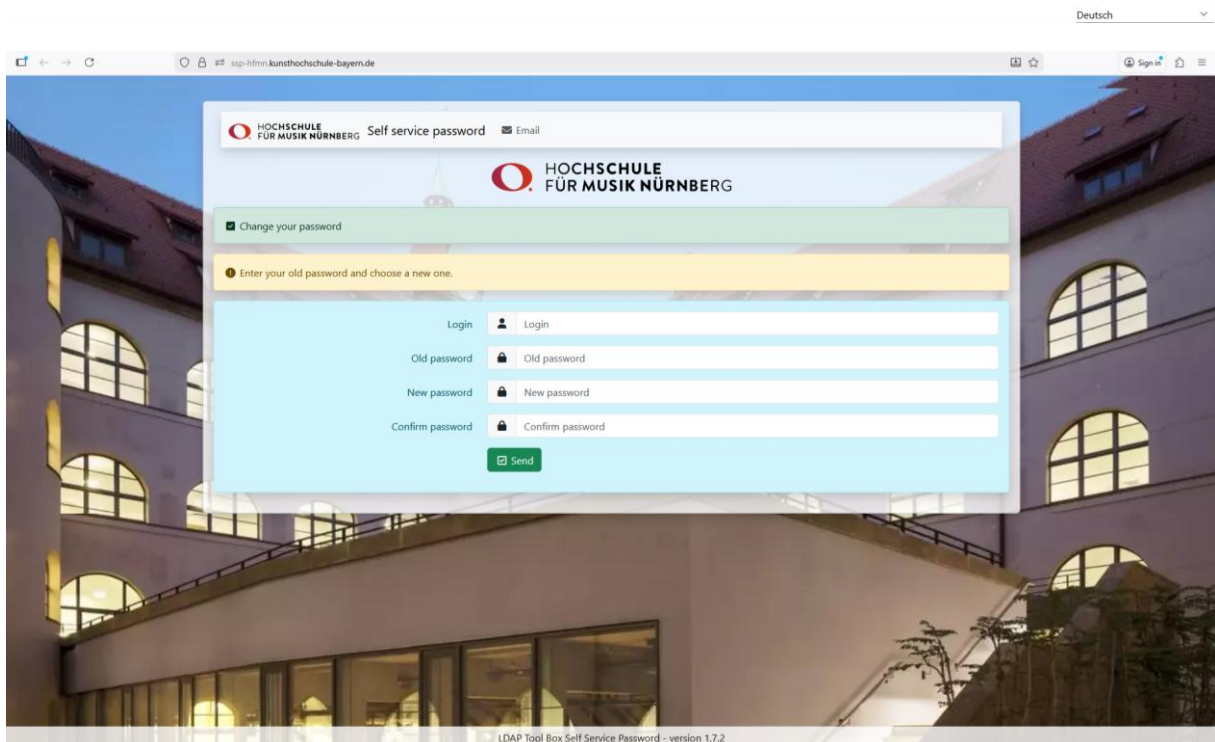 Deutsch
ssp-hfmn.kunsthochschule-bayern.de
Sign in
HOCHSCHULE
FÜR MUSIK NÜRNBERG
Self service password
Email
HOCHSCHULE
FÜR MUSIK NÜRNBERG
Change your password
Enter your old password and choose a new one.
Login
Login
Old password
Old password
New password
New password
Confirm password
Confirm password
Send
LDAP Tool Box Self Service Password - version 1.7.2